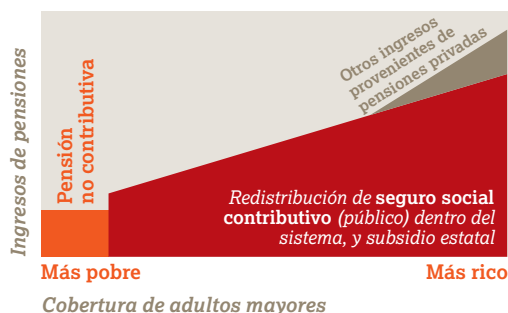 Ingresos de pensiones
Pensión
no contributiva
Otros ingresos
provenientes de
pensiones privadas
Redistribución de seguro social
contributivo (público) dentro del
sistema, y subsidio estatal
Más pobre
Más rico
Cobertura de adultos mayores